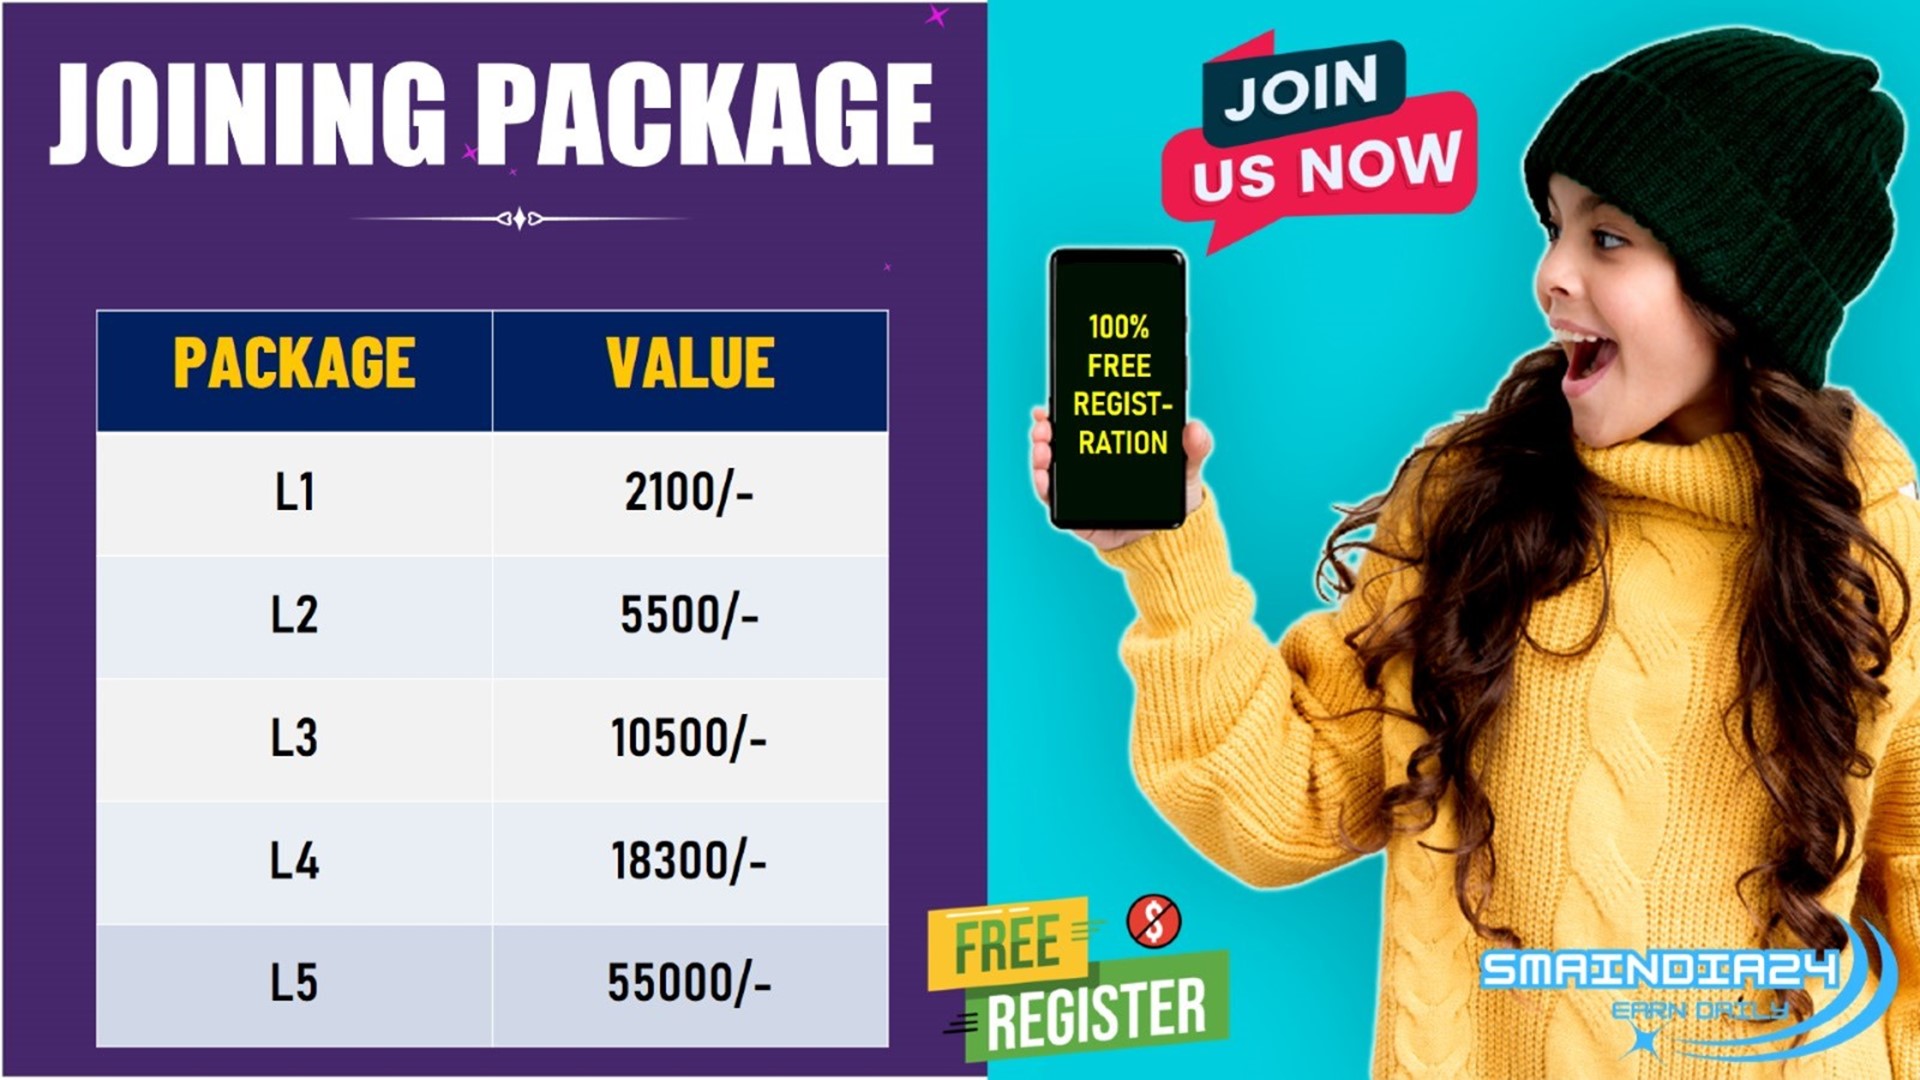 JOINING PACKAGE
PACKAGE VALUE
L1 2100/-
L2 5500/-
L3 10500/-
L4 18300/-
L5 55000/-
JOIN
US NOW
100%
FREE
REGIST-
RATION
FREE
REGISTER
SMAINDIA24
EARN DAILY